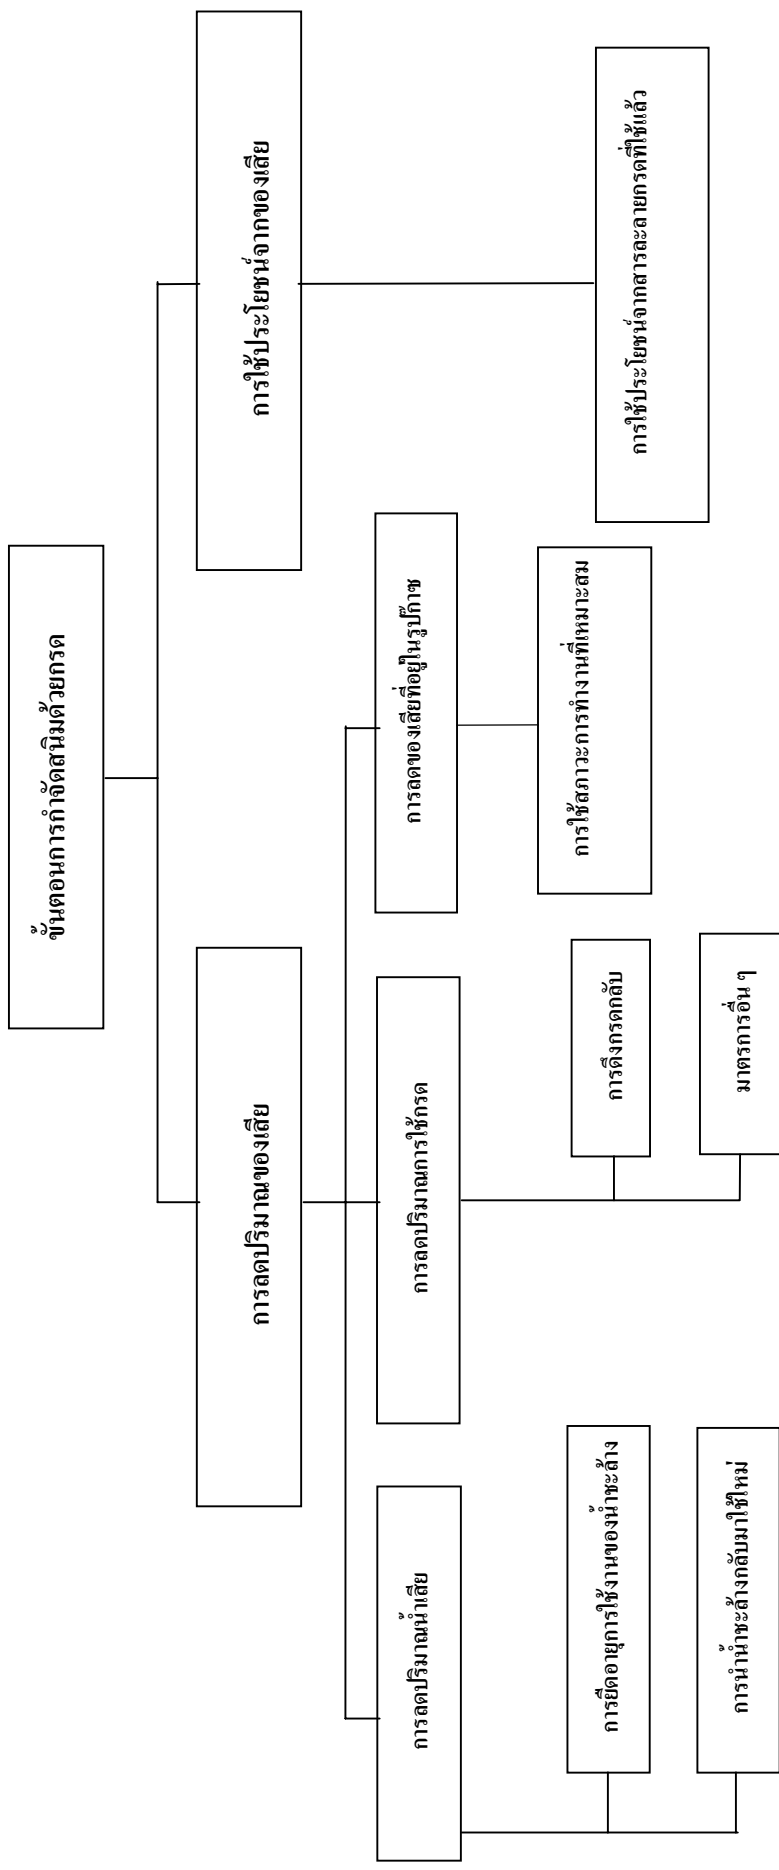 ขั้นตอนการกำจัดสนิมด้วยกรด
การลดปริมาณของเสีย
การใช้ประโยชน์จากของเสีย
การลดปริมาณน้ำเสีย
การลดปริมาณการใช้กรด
การลดของเสียที่อยู่ในรูปก๊าซ
การยืดอายุการใช้งานของน้ำชะล้าง
การนำน้ำชะล้างกลับมาใช้ใหม่
การดึงกรดกลับ
มาตรการอื่น ๆ
การใช้สภาวะการทำงานที่เหมาะสม
การใช้ประโยชน์จากสารละลายกรดที่ใช้แล้ว